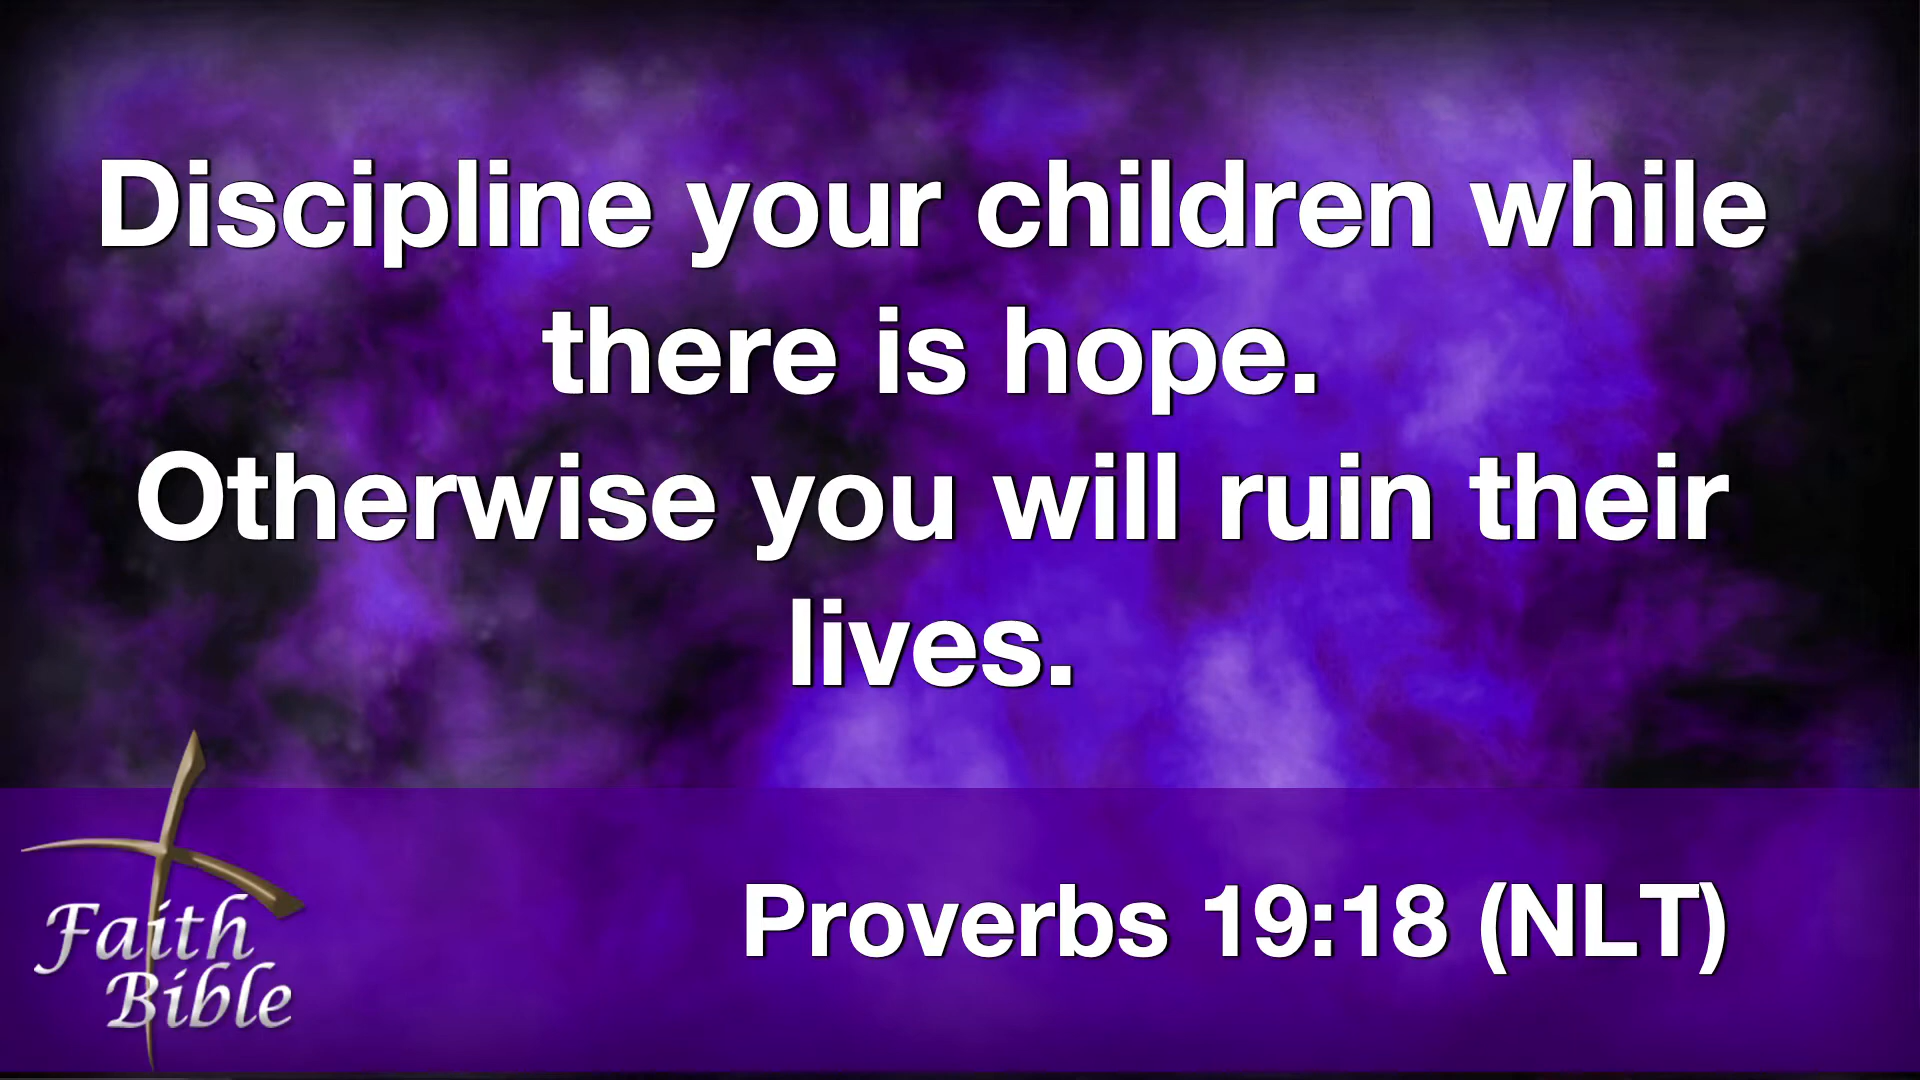 Discipline your children while
there is hope.
Otherwise you will ruin their
lives.
Proverbs 19:18 (NLT)
Faith
Bible